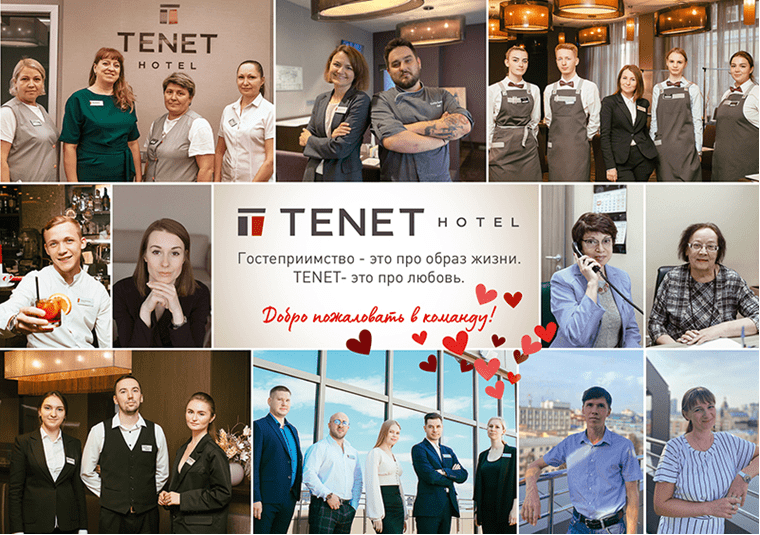 TENET
HOTEL
TENET HOTEL
Гостеприимство - это про образ жизни.
TENET- это про любовь.
Добро пожаловать в команду!